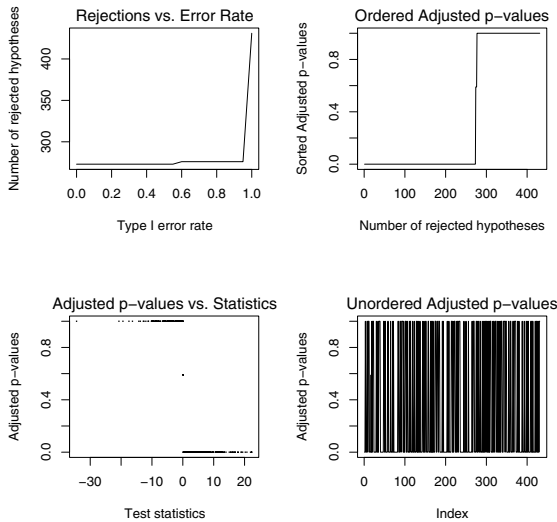 Rejections vs. Error Rate
Number of rejected hypotheses
400
350
300
0.0 0.2 0.4 0.6 0.8 1.0
Type I error rate
Ordered Adjusted p−values
Sorted Adjusted p−values
0.8
0.4
0.0
0 100 200 300 400
Number of rejected hypotheses
Adjusted p−values vs. Statistics
Adjusted p−values
0.8
0.4
0.0
−30 −10 0 10 20
Test statistics
Unordered Adjusted p−values
Adjusted p−values
0.8
0.4
0.0
0 100 200 300 400
Index